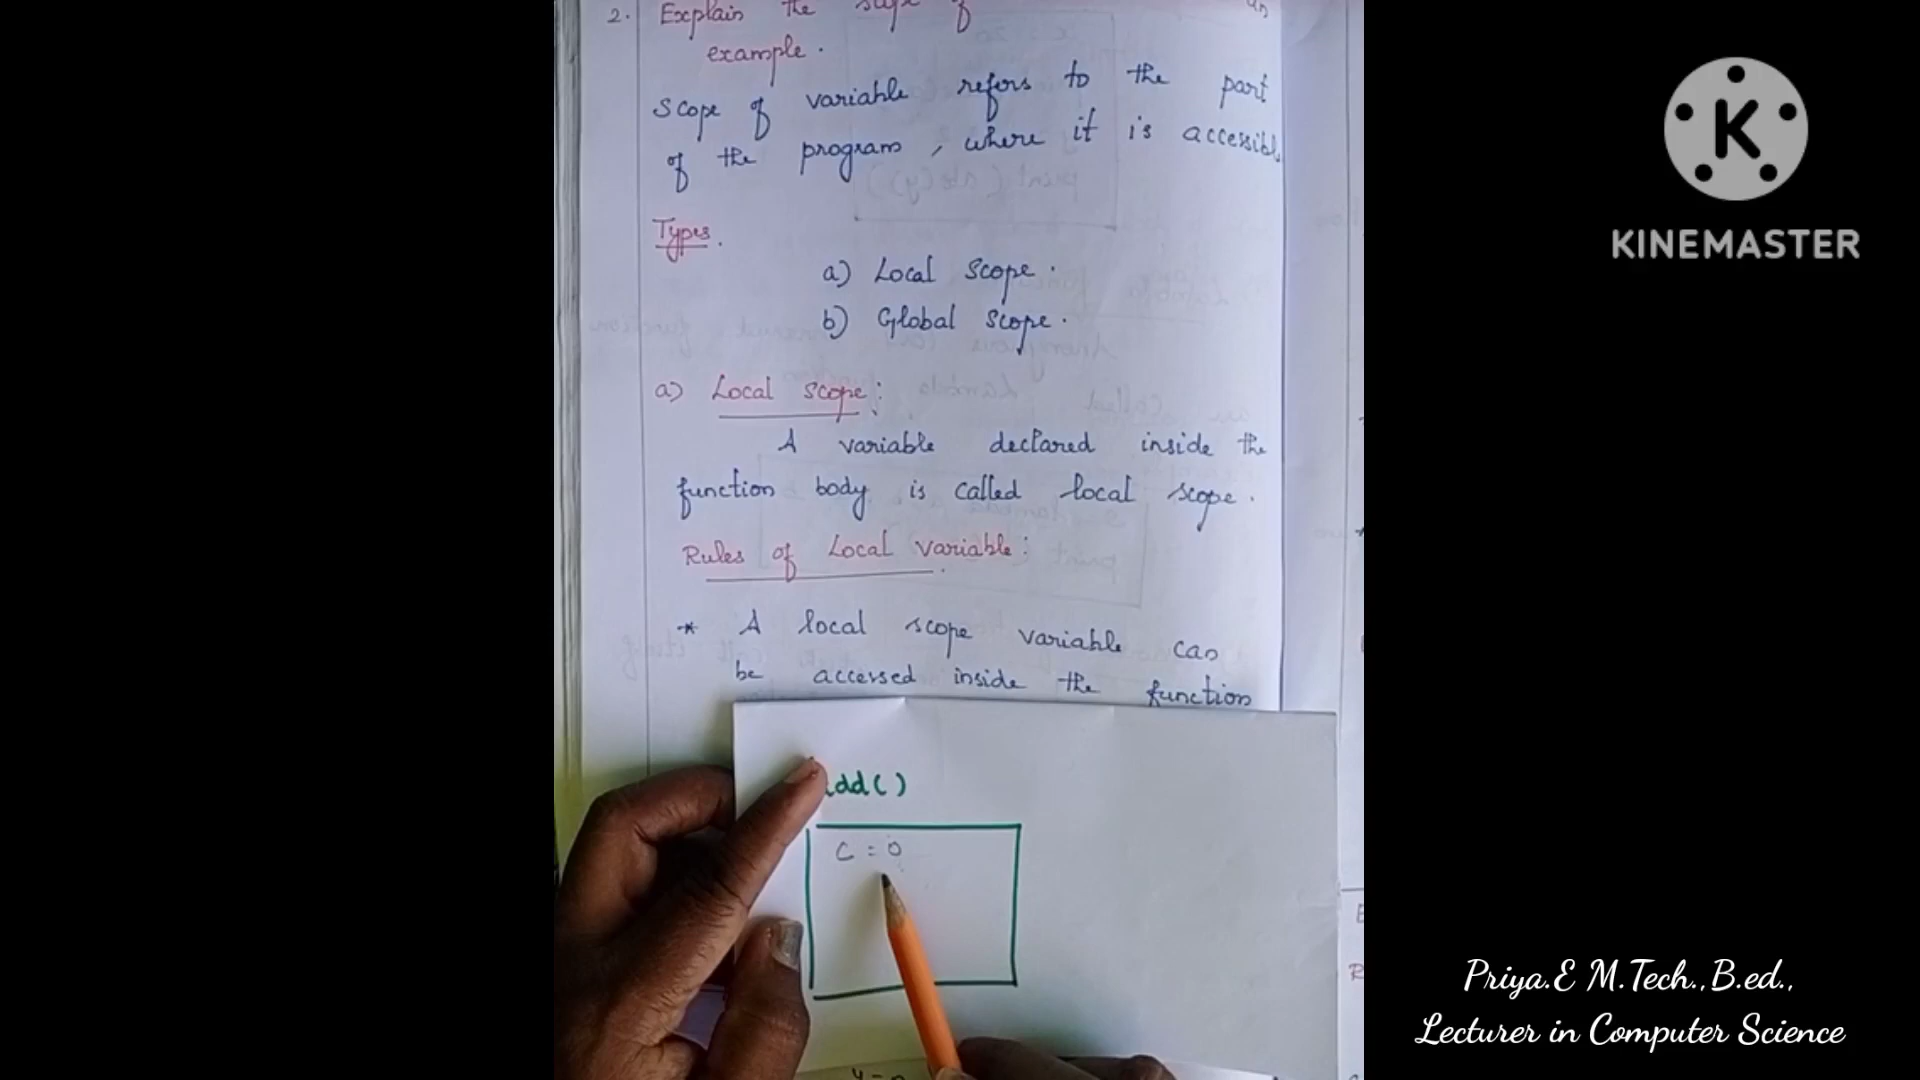 2. Explain the scope of
example.
Scope of variable refers to the part
of the program, where it is accessible
Types.
a) Local Scope.
b) Global Scope.
a) Local scope:
A variable declared inside the
function body is called local scope.
Rules of Local variable:
* A local scope variable can
be accessed inside the function
add()
C = 0
KINEMASTER
Priya.E M.Tech.,B.ed.,
Lecturer in Computer Science